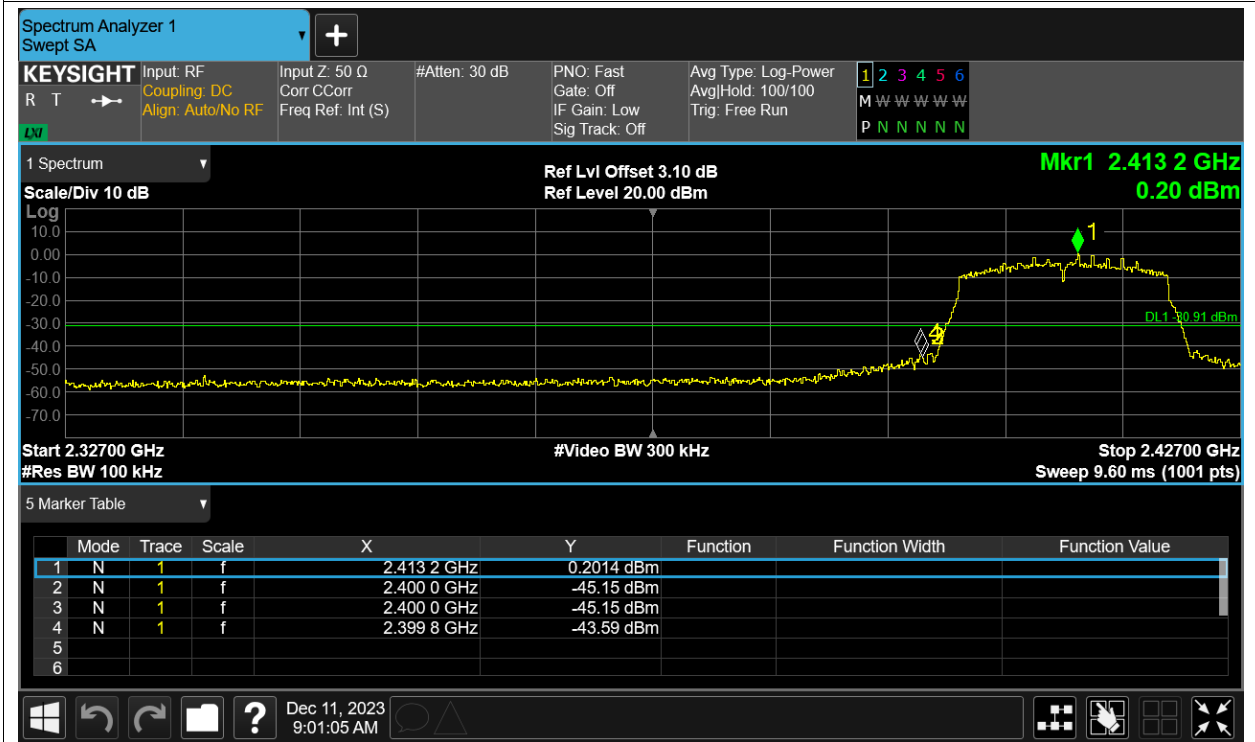 Spectrum Analyzer 1
Swept SA
KEYSIGHT Input: RF Input Z: 50 Ω #Atten: 30 dB PNO: Fast Avg Type: Log-Power 1 2 3 4 5 6
R T Coupling: DC Corr CCorr Gate: Off Avg|Hold: 100/100 M W W W W W
Align: Auto/No RF Freq Ref: Int (S) IF Gain: Low Trig: Free Run
LXI Sig Track: Off P N N N N N
1 Spectrum Ref Lvl Offset 3.10 dB Mkr1 2.413 2 GHz
Scale/Div 10 dB Ref Level 20.00 dBm 0.20 dBm
Log
10.0 1
0.00
-10.0
-20.0
-30.0 DL1 -30.91 dBm
-40.0
-50.0
-60.0
-70.0
Start 2.32700 GHz #Video BW 300 kHz Stop 2.42700 GHz
#Res BW 100 kHz Sweep 9.60 ms (1001 pts)
5 Marker Table
Mode Trace Scale X Y Function Function Width Function Value
1 N 1 f 2.413 2 GHz 0.2014 dBm
2 N 1 f 2.400 0 GHz -45.15 dBm
3 N 1 f 2.400 0 GHz -45.15 dBm
4 N 1 f 2.399 8 GHz -43.59 dBm
5
6
? Dec 11, 2023
9:01:05 AM